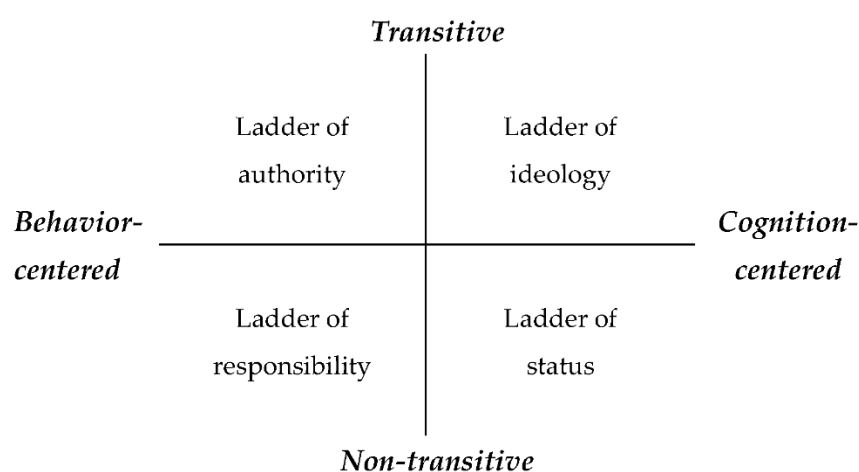 Transitive
Ladder of
authority
Ladder of
ideology
Behavior-
centered
Cognition-
centered
Ladder of
responsibility
Ladder of
status
Non-transitive